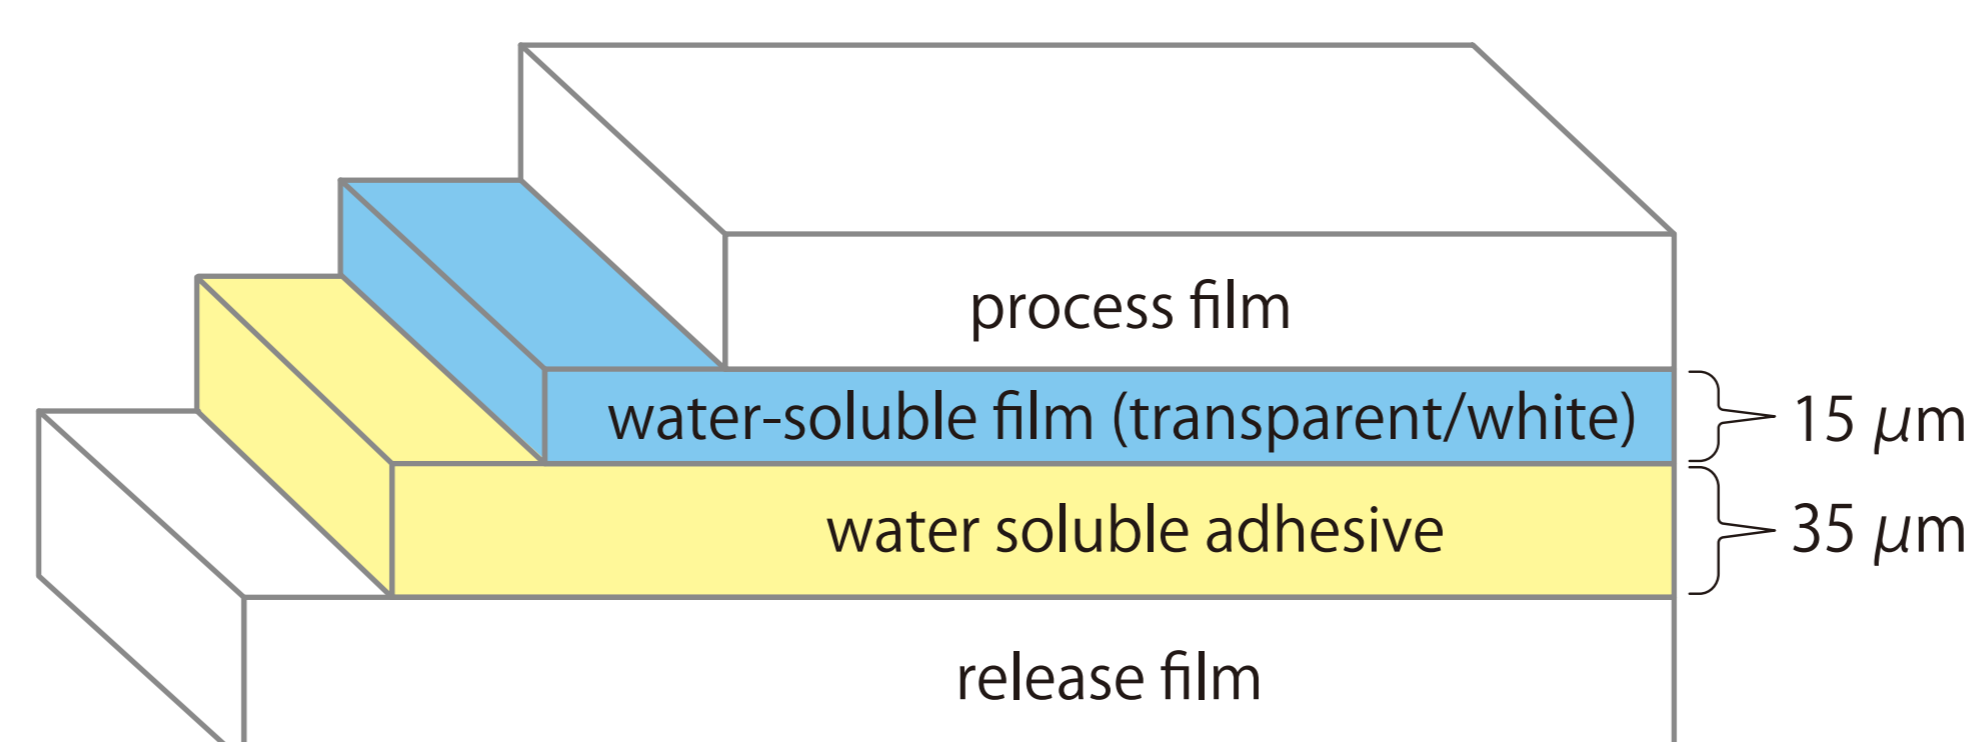 process film
water-soluble film (transparent/white)
15 μm
water soluble adhesive
35 μm
release film